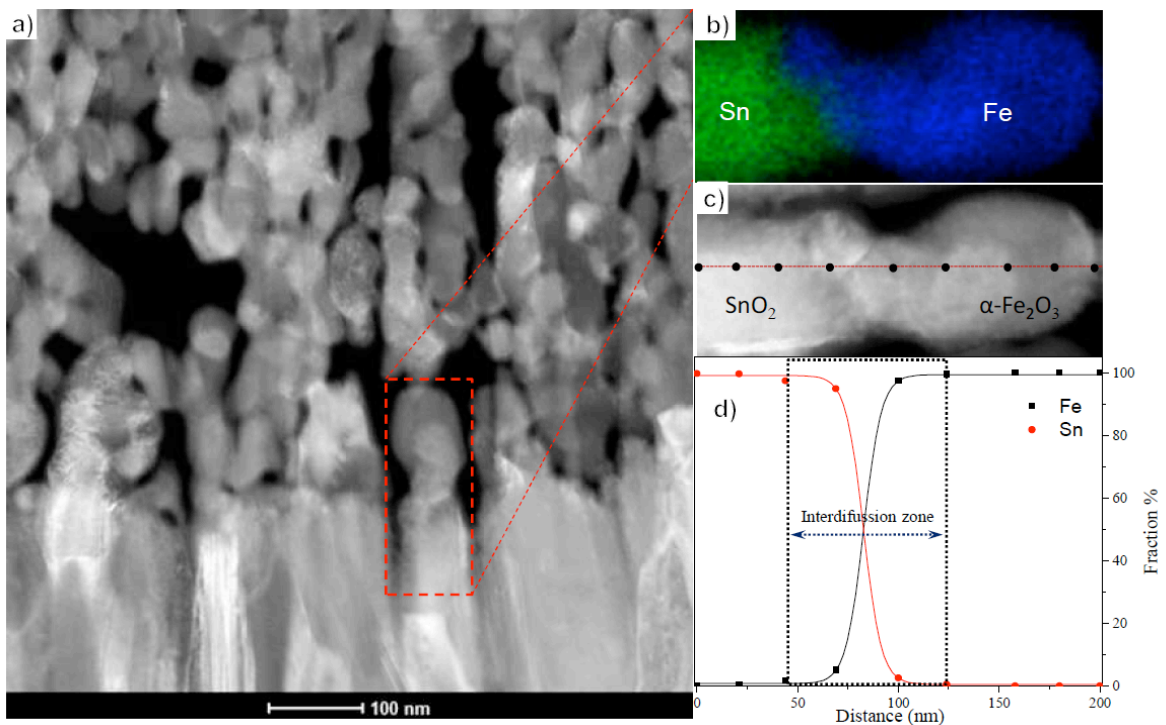 a)
100 nm
b)
Sn
Fe
c)
SnO₂
α-Fe₂O₃
d)
Fe
Sn
Interdifussion zone
100
80
60
40
20
0
Fraction %
0
50
100
150
200
Distance (nm)